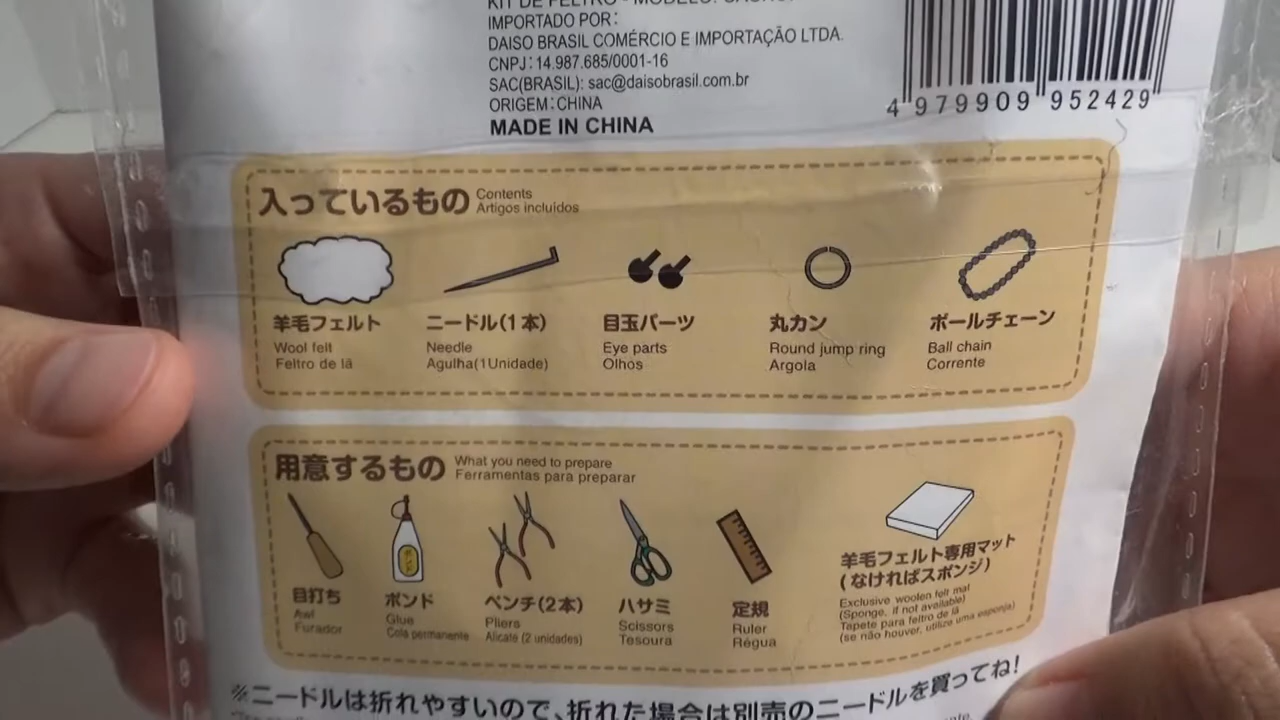 KIT DE FELTRO - MODELO:
IMPORTADO POR:
DAISO BRASIL COMÉRCIO E IMPORTAÇÃO LTDA.
CNPJ: 14.987.685/0001-16
SAC(BRASIL): sac@daisobrasil.com.br
ORIGEM: CHINA
MADE IN CHINA
4 979909 952429
入っているもの
Contents
Artigos incluídos
羊毛フェルト
Wool felt
Feltro de lã
ニードル(1本)
Needle
Agulha(1Unidade)
目玉パーツ
Eye parts
Olhos
丸カン
Round jump ring
Argola
ボールチェーン
Ball chain
Corrente
用意するもの
What you need to prepare
Ferramentas para preparar
目打ち
Awl
Furador
ボンド
Glue
Cola permanente
ペンチ(2本)
Pliers
Alicate (2 unidades)
ハサミ
Scissors
Tesoura
定規
Ruler
Régua
羊毛フェルト専用マット
(なければスポンジ)
Exclusive woolen felt mat
(Sponge, if not available)
Tapete para feltro de lã
(se não houver, utilize uma esponja)
※ニードルは折れやすいので、折れた場合は別売のニードルを買ってね!